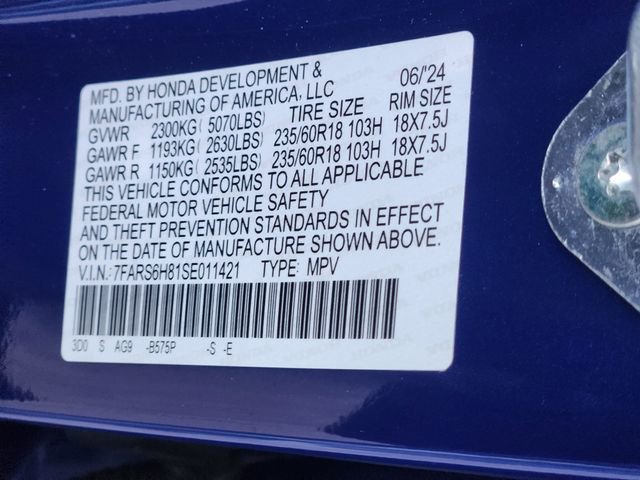 MFD. BY HONDA DEVELOPMENT & 06/'24
MANUFACTURING OF AMERICA, LLC
GVWR 2300KG( 5070LBS) TIRE SIZE RIM SIZE
GAWR F 1193KG( 2630LBS) 235/60R18 103H 18X7.5J
GAWR R 1150KG( 2535LBS) 235/60R18 103H 18X7.5J
THIS VEHICLE CONFORMS TO ALL APPLICABLE
FEDERAL MOTOR VEHICLE SAFETY
AND THEFT PREVENTION STANDARDS IN EFFECT
ON THE DATE OF MANUFACTURE SHOWN ABOVE.
V.I.N.: 7FARS6H81SE011421 TYPE: MPV
3D0 S AG9 -B575P -S -E